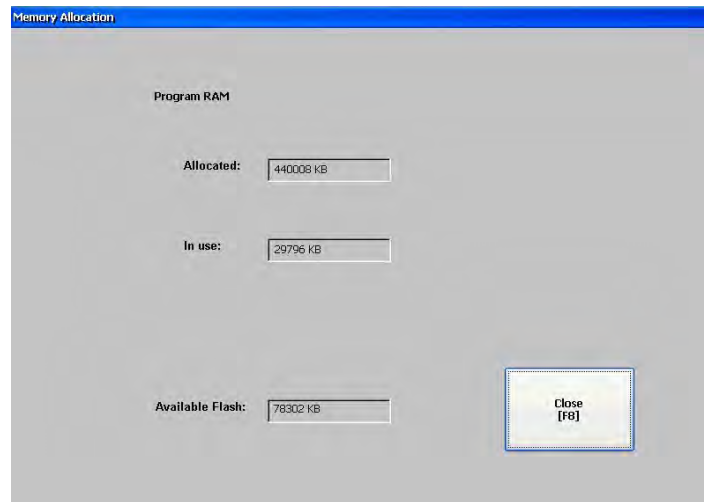 Memory Allocation
Program RAM
Allocated: 440008 KB
In use: 29796 KB
Available Flash: 78302 KB
Close
[F8]